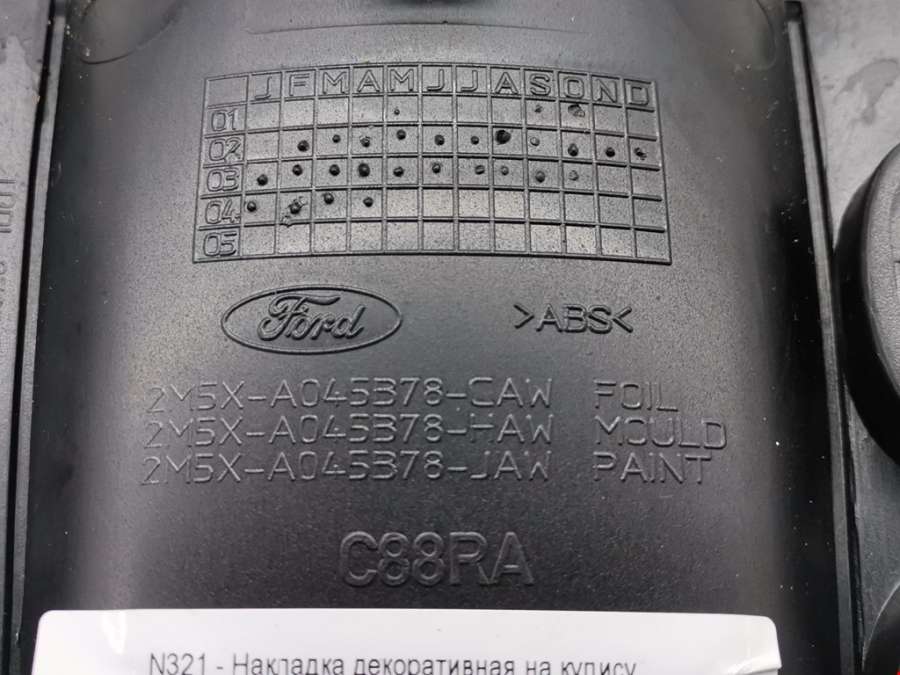 J F M A M J J A S O N D
01
02
03
04
05
Ford
>ABS<
2M5X-A045B78-CAW FOIL
2M5X-A045B78-HAW MOULD
2M5X-A045B78-JAW PAINT
C88RA
N321 - Накладка декоративная на кулису